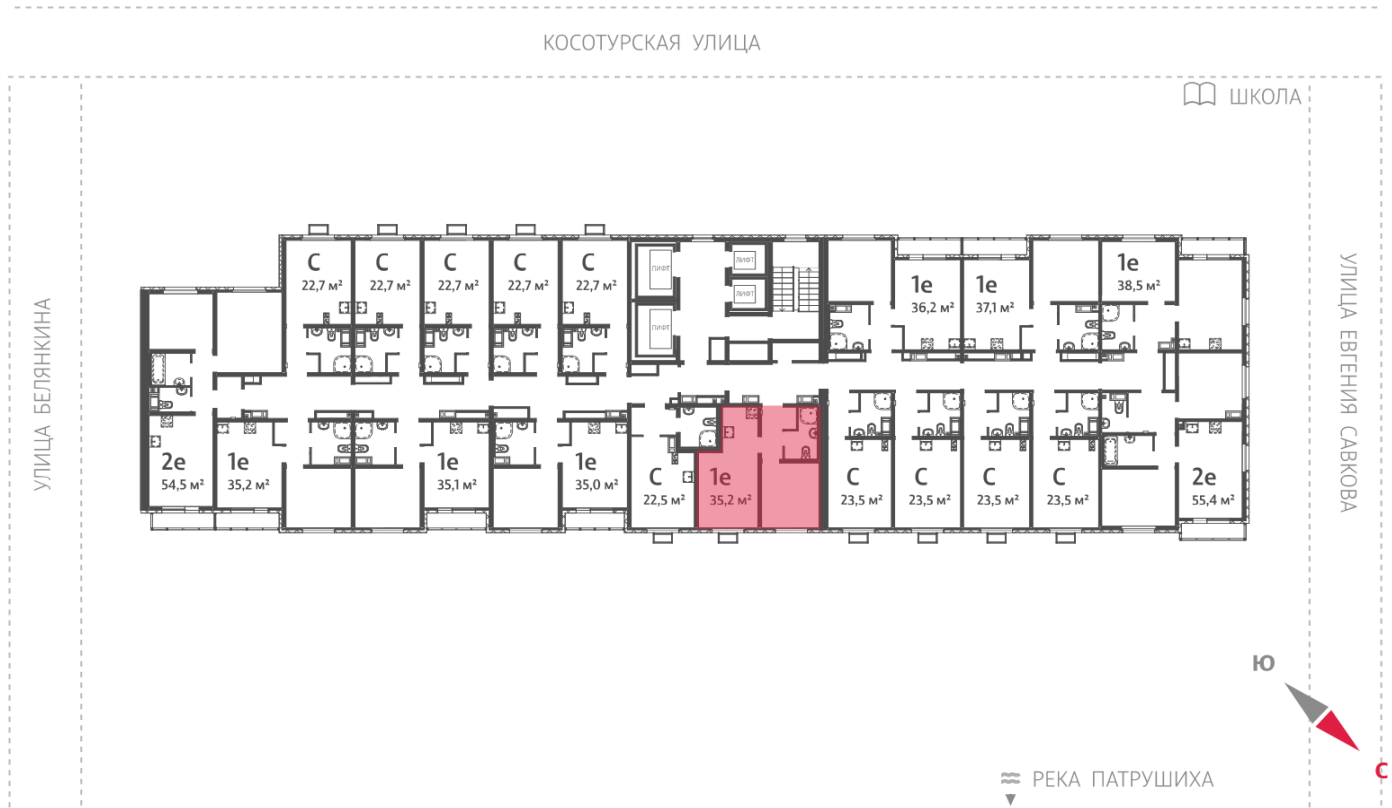 КОСОТУРСКАЯ УЛИЦА
ШКОЛА
УЛИЦА БЕЛЯНКИНА
УЛИЦА ЕВГЕНИЯ САВКОВА
С
22,7 м²
С
22,7 м²
С
22,7 м²
С
22,7 м²
С
22,7 м²
ЛИФТ
ЛИФТ
ЛИФТ
ЛИФТ
1е
36,2 м²
1е
37,1 м²
1е
38,5 м²
2е
54,5 м²
1е
35,2 м²
1е
35,1 м²
1е
35,0 м²
С
22,5 м²
1е
35,2 м²
С
23,5 м²
С
23,5 м²
С
23,5 м²
С
23,5 м²
2е
55,4 м²
Ю
С
РЕКА ПАТРУШИХА